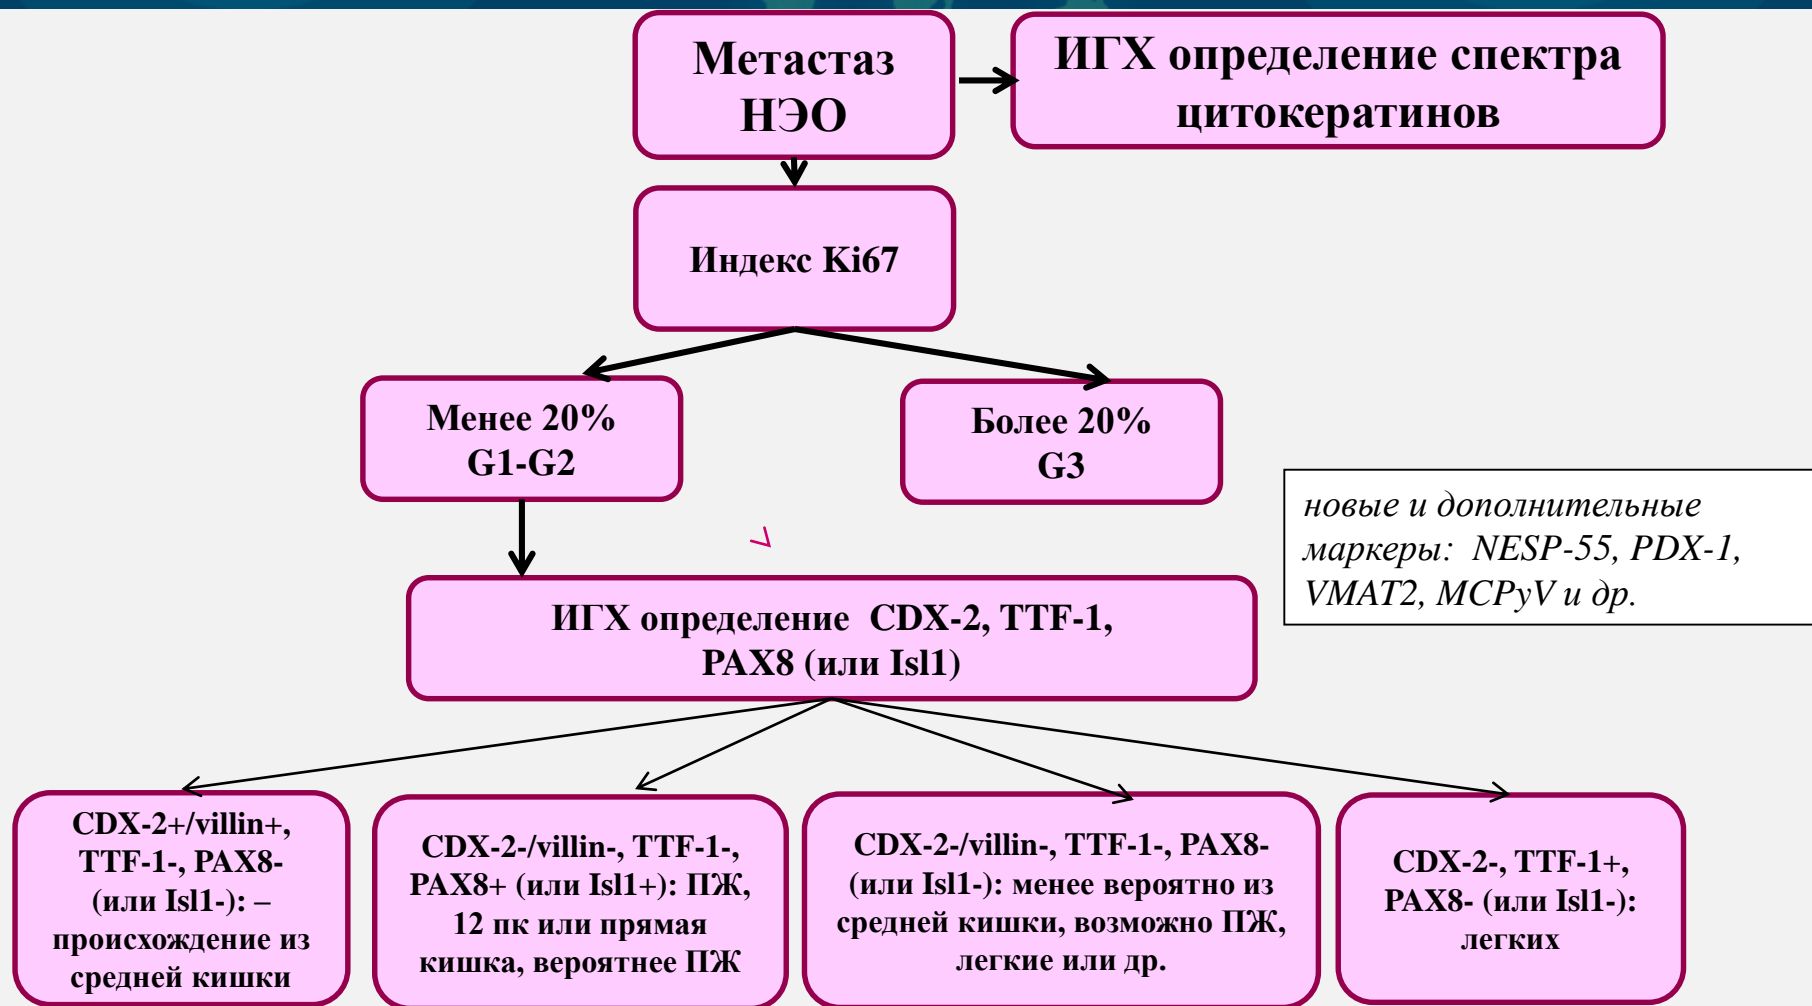 Метастаз
НЭО
ИГХ определение спектра
цитокератинов
Индекс Ki67
Менее 20%
G1-G2
Более 20%
G3
новые и дополнительные
маркеры:  NESP-55, PDX-1,
VMAT2, MCPyV и др.
ИГХ определение  CDX-2, TTF-1,
PAX8 (или Isl1)
CDX-2+/villin+,
TTF-1-, PAX8-
(или Isl1-): –
происхождение из
средней кишки
CDX-2-/villin-, TTF-1-,
PAX8+ (или Isl1+): ПЖ,
12 пк или прямая
кишка, вероятнее ПЖ
CDX-2-/villin-, TTF-1-, PAX8-
(или Isl1-): менее вероятно из
средней кишки, возможно ПЖ,
легкие или др.
CDX-2-, TTF-1+,
PAX8- (или Isl1-):
легких